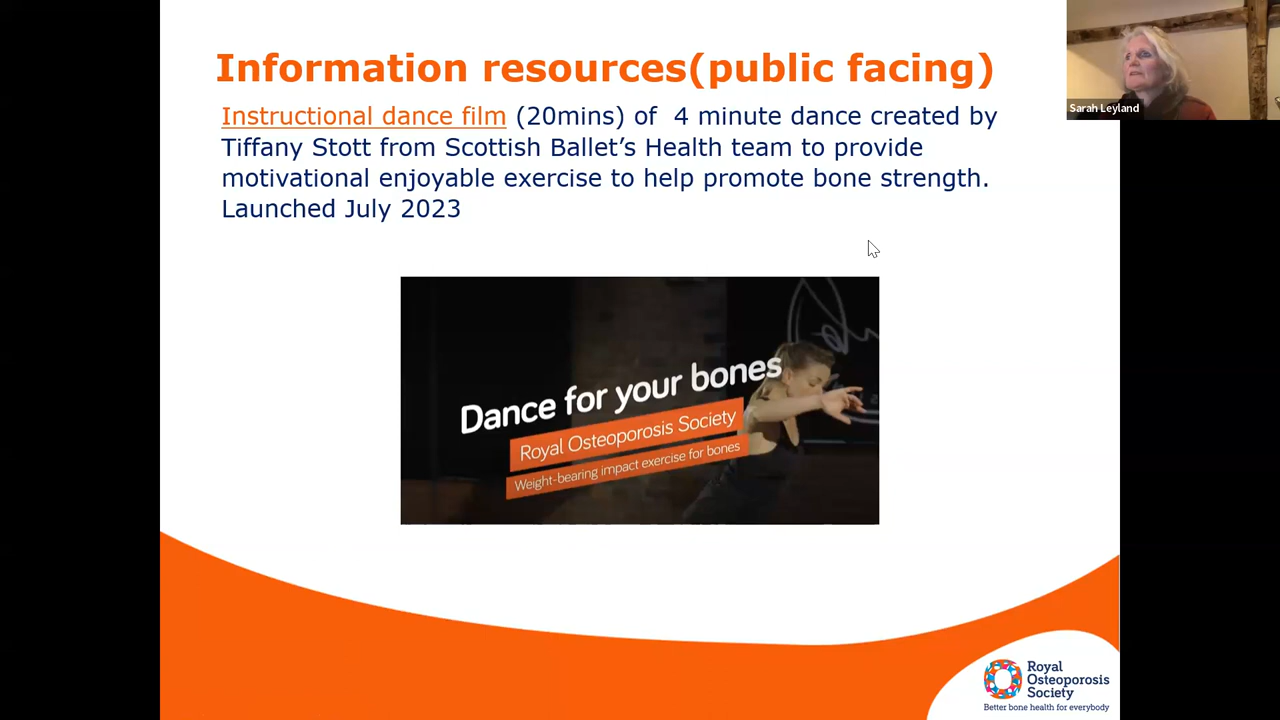 Information resources(public facing)
Instructional dance film (20mins) of  4 minute dance created by
Tiffany Stott from Scottish Ballet’s Health team to provide
motivational enjoyable exercise to help promote bone strength.
Launched July 2023
Sarah Leyland
Dance for your bones
Royal Osteoporosis Society
Weight-bearing impact exercise for bones
Royal
Osteoporosis
Society
Better bone health for everybody